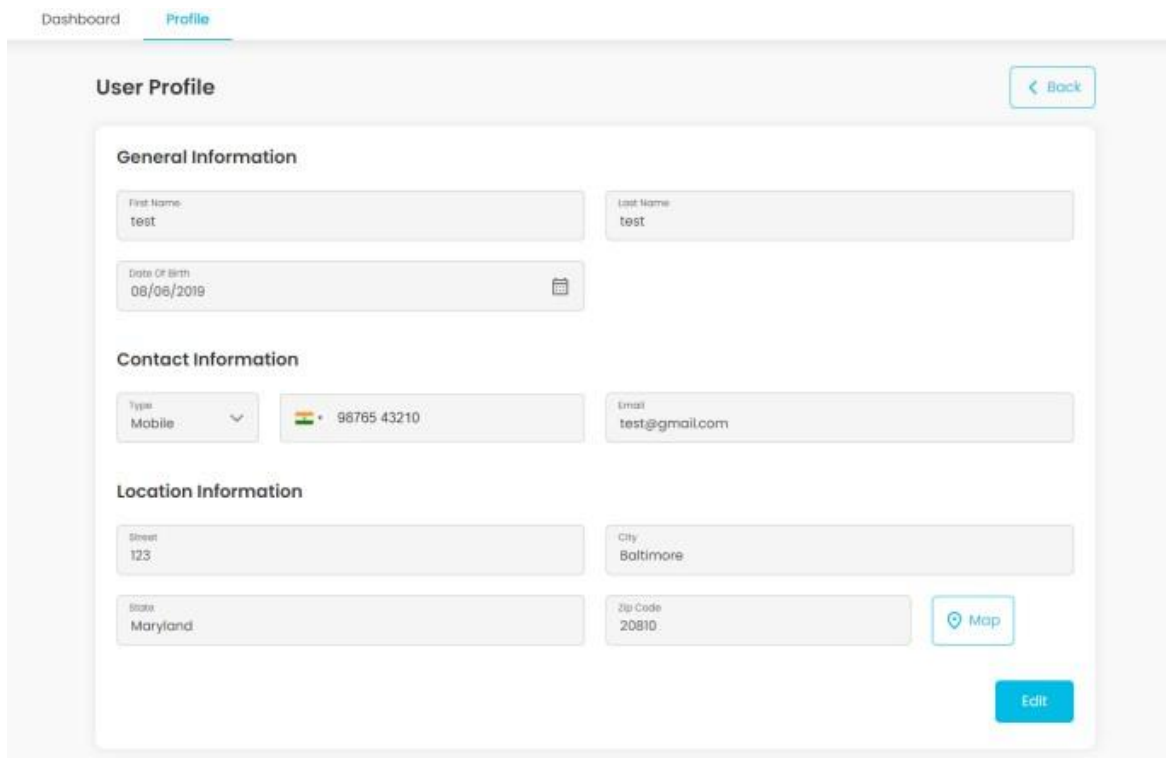 Dashboard Profile
User Profile
Back
General Information
First Name
test
Last Name
test
Date Of Birth
08/06/2019
Contact Information
Type
Mobile
98765 43210
Email
test@gmail.com
Location Information
Street
123
City
Baltimore
State
Maryland
Zip Code
20810
Map
Edit